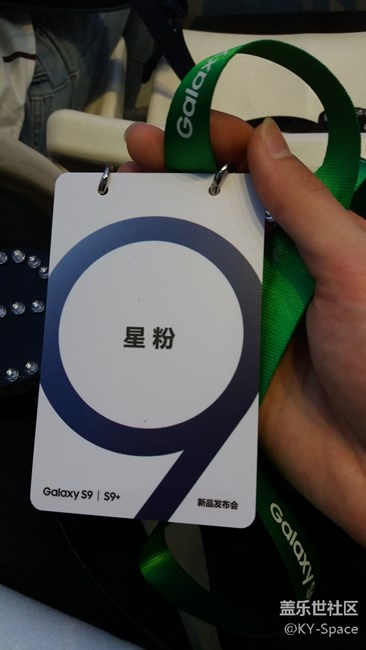 Galaxy
星粉
Galaxy S9 | S9+
新品发布会
Galaxy S
盖乐世社区
@KY-Space